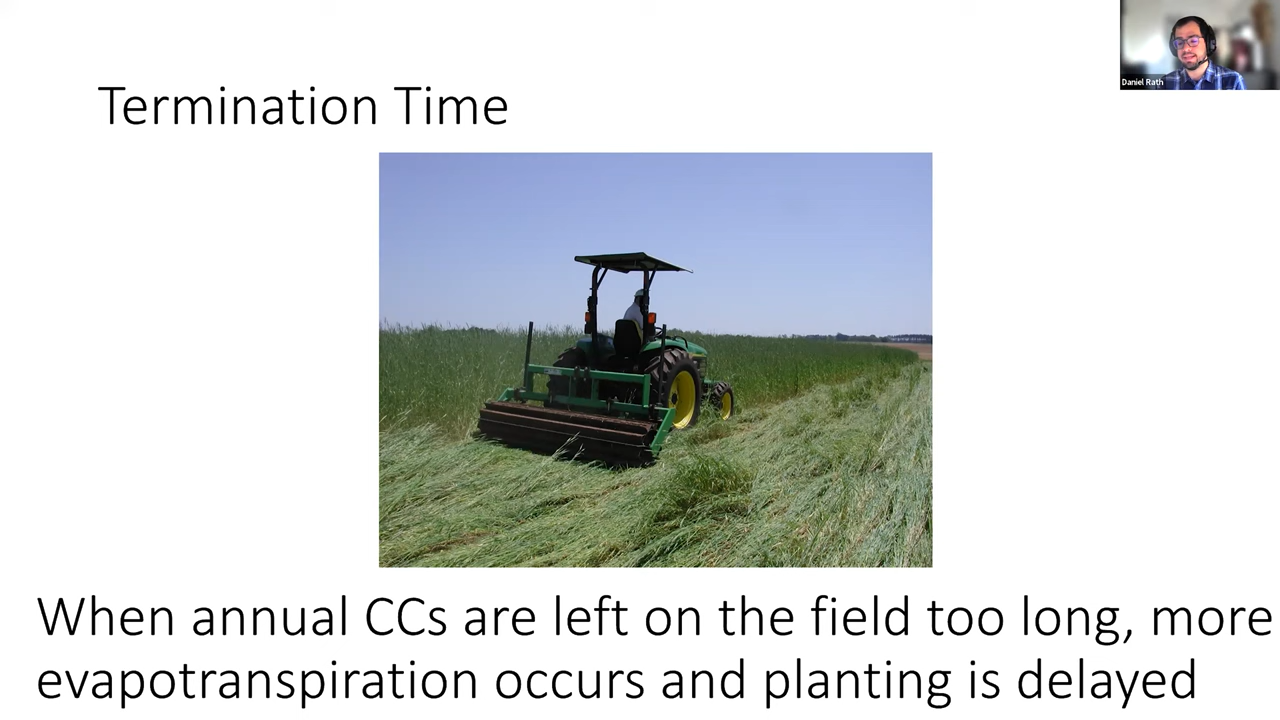 Daniel Rath
Termination Time
When annual CCs are left on the field too long, more
evapotranspiration occurs and planting is delayed